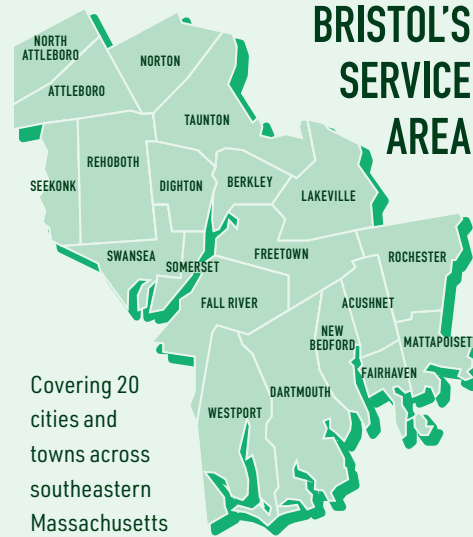 BRISTOL'S
SERVICE
AREA
NORTH
ATTLEBORO
NORTON
ATTLEBORO
TAUNTON
REHOBOTH
SEEKONK
DIGHTON
BERKLEY
LAKEVILLE
SWANSEA
SOMERSET
FREETOWN
ROCHESTER
FALL RIVER
ACUSHNET
NEW
BEDFORD
MATTAPOISET
FAIRHAVEN
DARTMOUTH
WESTPORT
Covering 20
cities and
towns across
southeastern
Massachusetts